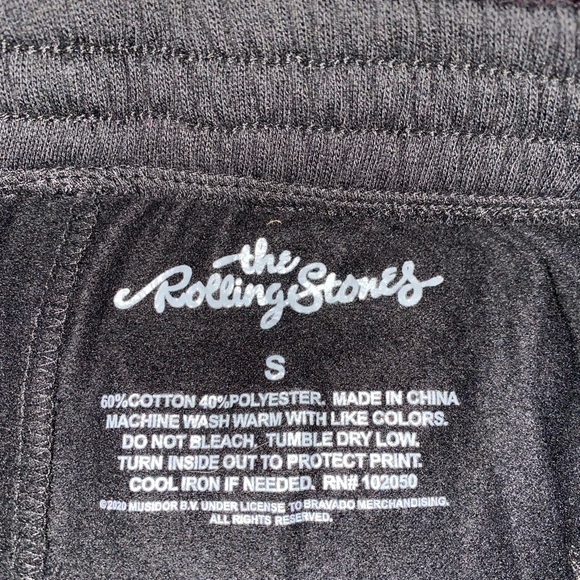 the
Rolling Stones
S
60%COTTON 40%POLYESTER. MADE IN CHINA
MACHINE WASH WARM WITH LIKE COLORS.
DO NOT BLEACH. TUMBLE DRY LOW.
TURN INSIDE OUT TO PROTECT PRINT.
COOL IRON IF NEEDED. RN# 102050
©2020 MUSIDOR B.V. UNDER LICENSE TO BRAVADO MERCHANDISING.
ALL RIGHTS RESERVED.